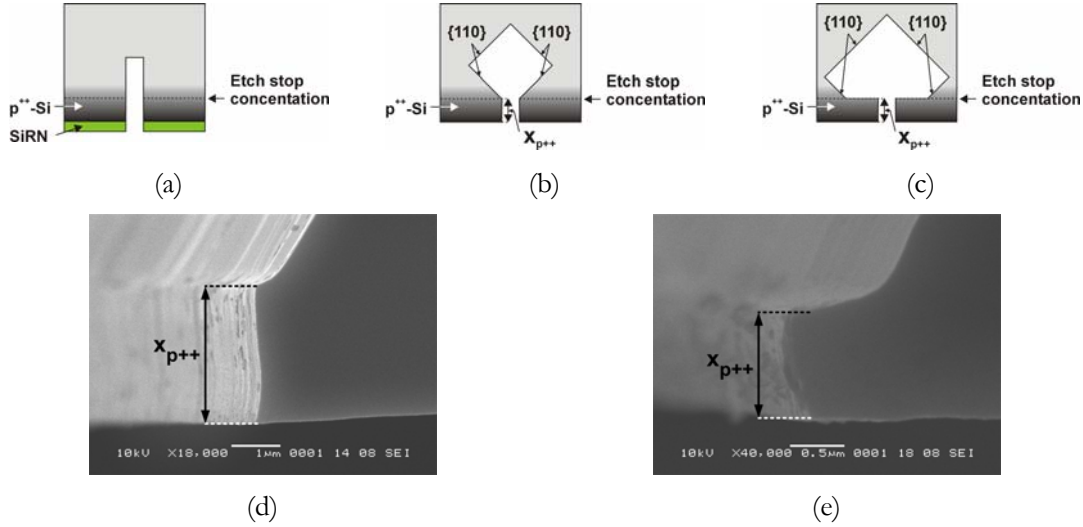 Etch stop
concentation
p++-Si
SiRN
(a)
{110} {110}
Etch stop
concentation
p++-Si
xp++
(b)
{110} {110}
Etch stop
concentation
p++-Si
xp++
(c)
xp++
10kV X18,000 1µm 0001 14 08 SEI
(d)
xp++
10kV X40,000 0.5µm 0001 18 08 SEI
(e)